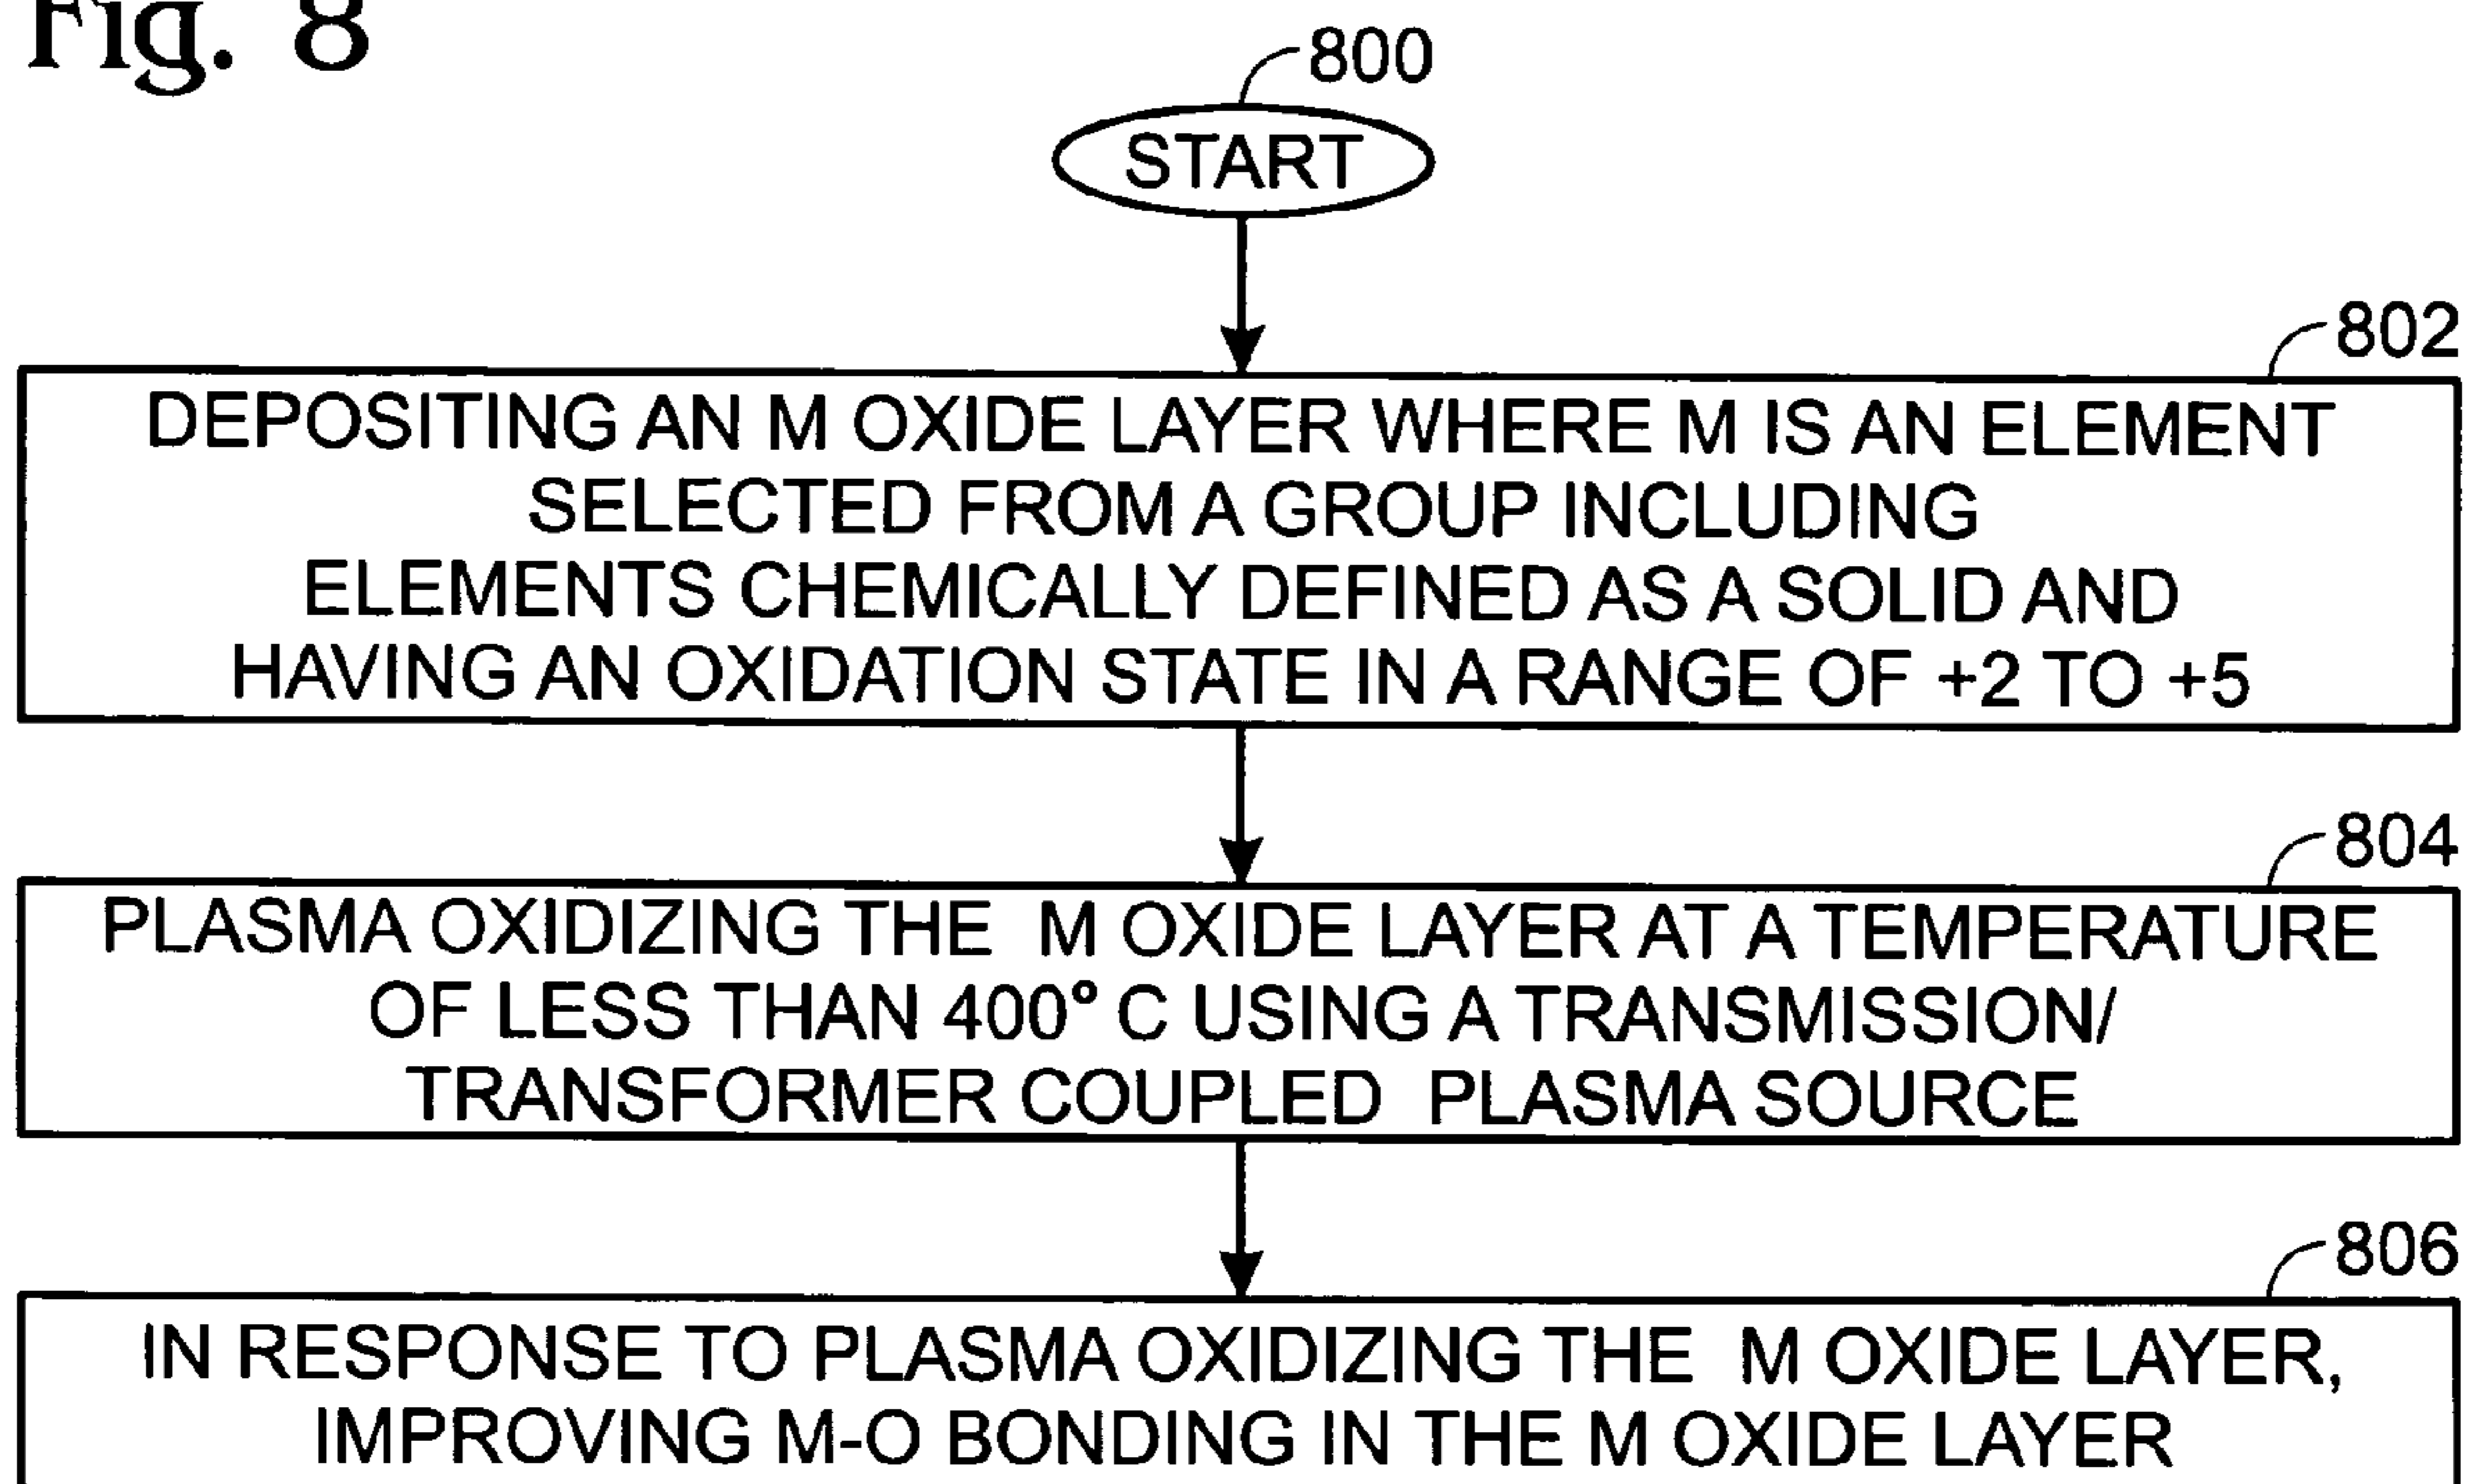 Fig. 8
800
START
802
DEPOSITING AN M OXIDE LAYER WHERE M IS AN ELEMENT
SELECTED FROM A GROUP INCLUDING
ELEMENTS CHEMICALLY DEFINED AS A SOLID AND
HAVING AN OXIDATION STATE IN A RANGE OF +2 TO +5
804
PLASMA OXIDIZING THE M OXIDE LAYER AT A TEMPERATURE
OF LESS THAN 400° C USING A TRANSMISSION/
TRANSFORMER COUPLED PLASMA SOURCE
806
IN RESPONSE TO PLASMA OXIDIZING THE M OXIDE LAYER,
IMPROVING M-O BONDING IN THE M OXIDE LAYER